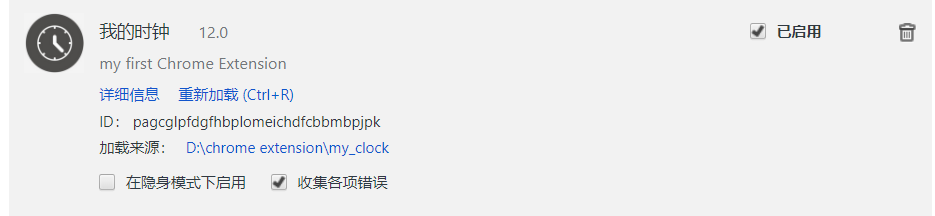 我的时钟 12.0 已启用
my first Chrome Extension
详细信息 重新加载 (Ctrl+R)
ID： pagcglpfdgfhbplomeichdfcbbmbpjpk
加载来源： D:\chrome extension\my_clock
在隐身模式下启用 收集各项错误